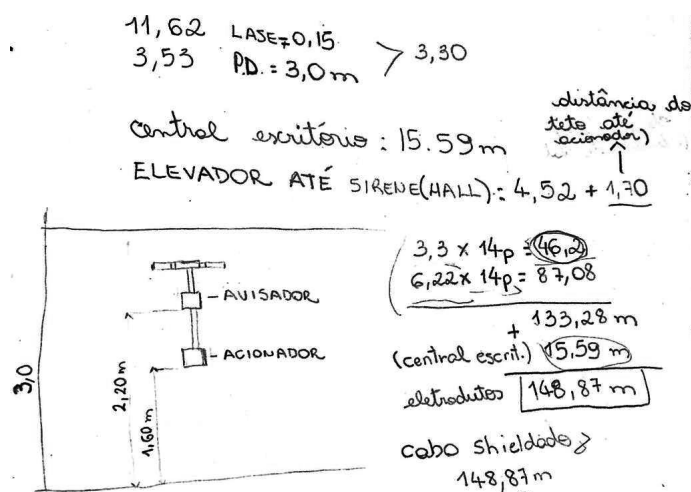 11,62 LAJE=0,15
3,53 P.D. = 3,0 m > 3,30
distância do
teto até
acionador)
central escritório : 15.59 m
ELEVADOR ATÉ SIRENE(HALL): 4,52 + 1,70
3,3 x 14p = 46,2
6,22 x 14p = 87,08
+ 133,28 m
(central escrit.) 15,59 m
eletrodutos 148,87 m
cabo shieldado
148,87 m
AVISADOR
ACIONADOR
3,0
2,20 m
1,60 m